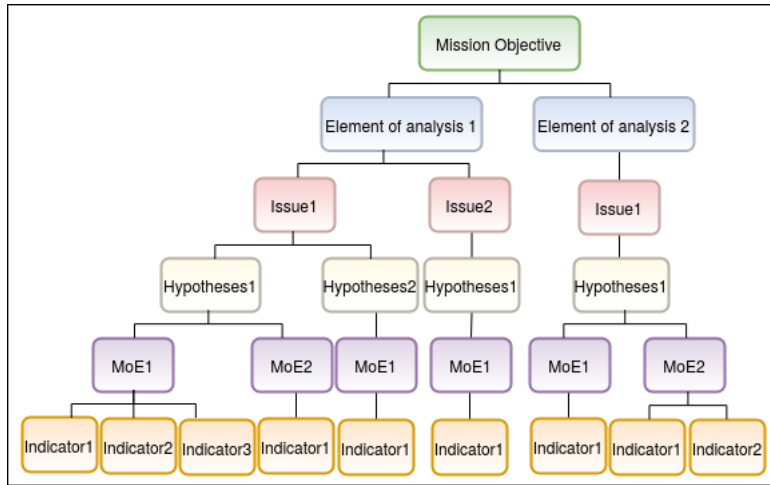 Mission Objective
Element of analysis 1
Element of analysis 2
Issue1
Issue2
Issue1
Hypotheses1
Hypotheses2
Hypotheses1
Hypotheses1
MoE1
MoE2
MoE1
MoE1
MoE1
MoE2
Indicator1
Indicator2
Indicator3
Indicator1
Indicator1
Indicator1
Indicator1
Indicator1
Indicator2